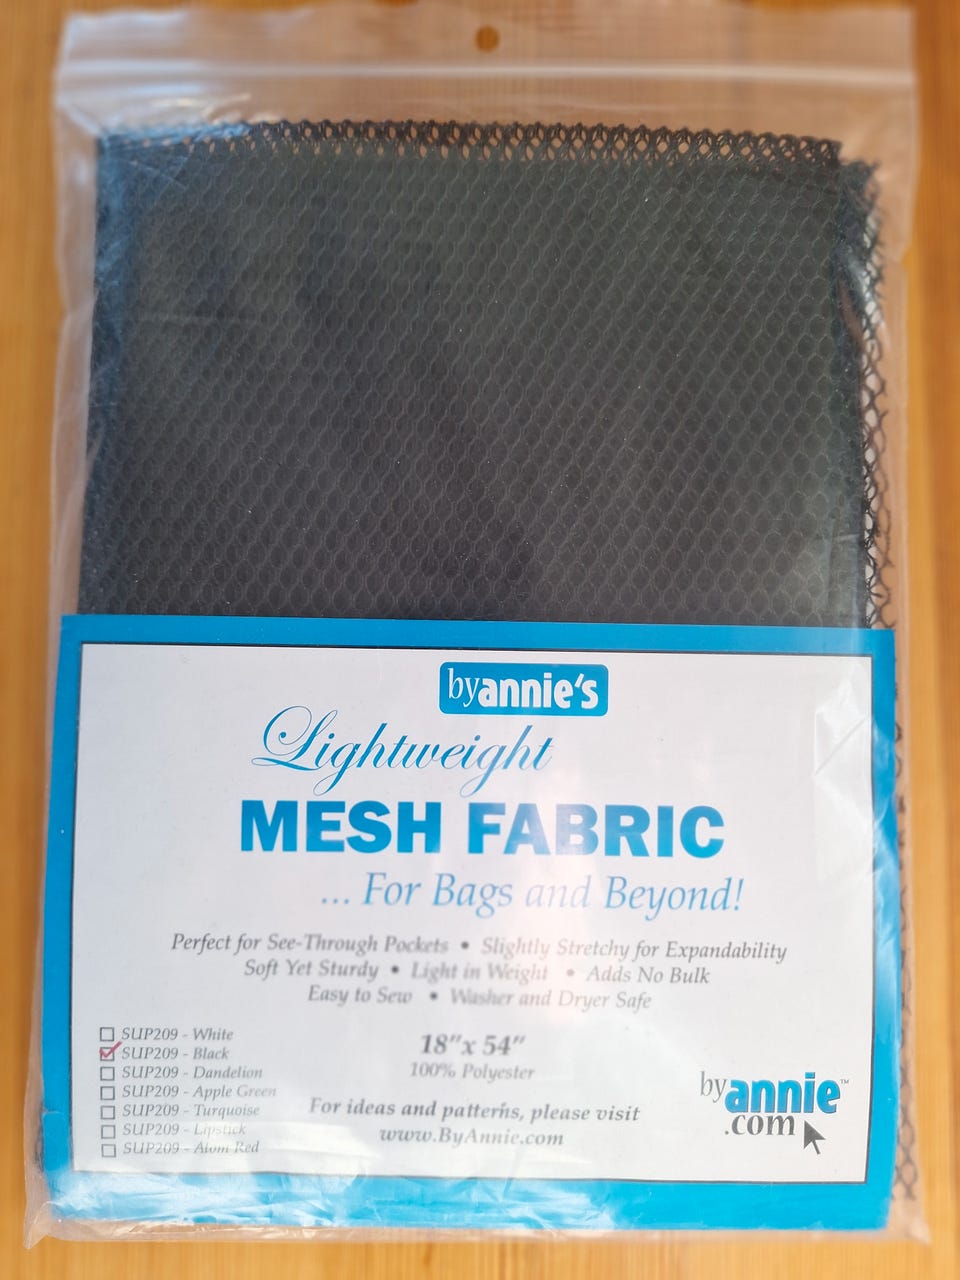 byannie's
Lightweight
MESH FABRIC
... For Bags and Beyond!
Perfect for See-Through Pockets • Slightly Stretchy for Expandability
Soft Yet Sturdy • Light in Weight • Adds No Bulk
Easy to Sew • Washer and Dryer Safe
SUP209 - White
SUP209 - Black
SUP209 - Dandelion
SUP209 - Apple Green
SUP209 - Turquoise
SUP209 - Lipstick
SUP209 - Atom Red
18"x 54"
100% Polyester
For ideas and patterns, please visit
www.ByAnnie.com
byannie™
.com